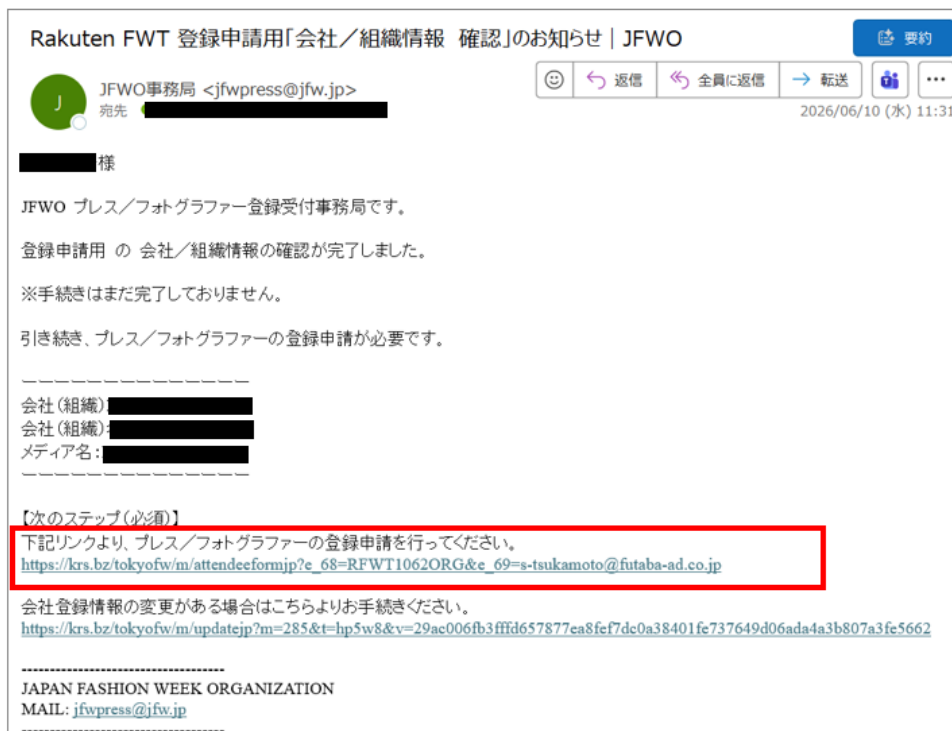 Rakuten FWT 登録申請用「会社／組織情報　確認」のお知らせ｜JFWO
要約
J
JFWO事務局 <jfwpress@jfw.jp>
返信
全員に返信
転送
宛先
2026/06/10 (水) 11:31
様
JFWO プレス／フォトグラファー登録受付事務局です。
登録申請用 の 会社／組織情報の確認が完了しました。
※手続きはまだ完了しておりません。
引き続き、プレス／フォトグラファーの登録申請が必要です。
ーーーーーーーーーーーーーー
会社（組織）
会社（組織）
メディア名：
ーーーーーーーーーーーーーー
【次のステップ（必須）】
下記リンクより、プレス／フォトグラファーの登録申請を行ってください。
https://krs.bz/tokyofw/m/attendeeformjp?e_68=RFWT1062ORG&e_69=s-tsukamoto@futaba-ad.co.jp
会社登録情報の変更がある場合はこちらよりお手続きください。
https://krs.bz/tokyofw/m/updatejp?m=285&t=hp5w8&v=29ac006fb3fffd657877ea8fef7dc0a38401fe737649d06ada4a3b807a3fe5662
-----------------------------------
JAPAN FASHION WEEK ORGANIZATION
MAIL: jfwpress@jfw.jp
-----------------------------------